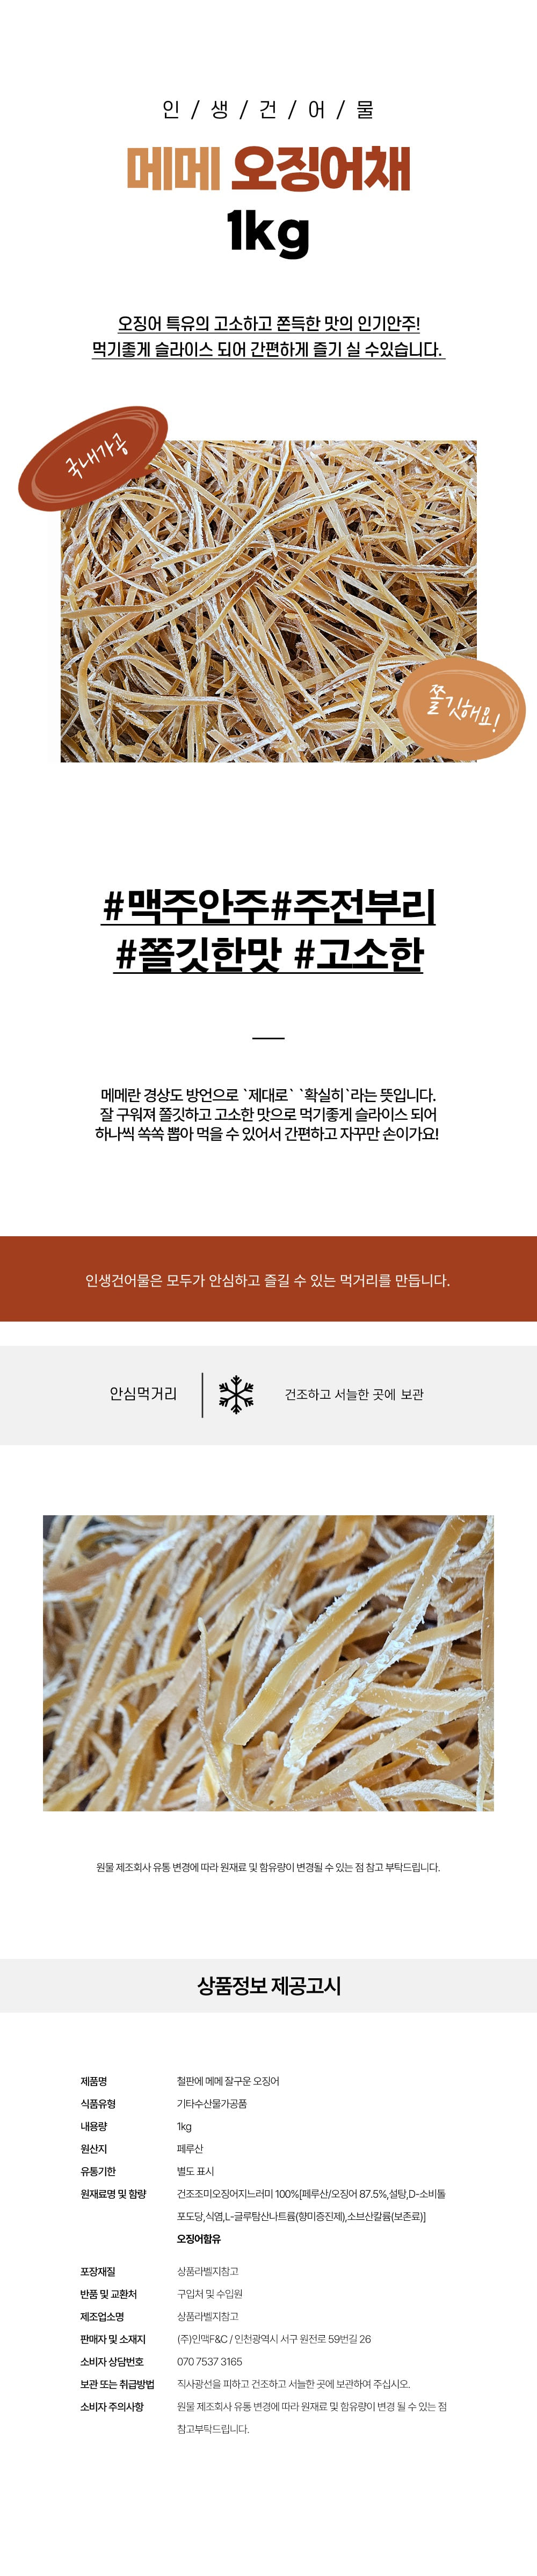 인 / 생 / 건 / 어 / 물
메메 오징어채
1kg
오징어 특유의 고소하고 쫀득한 맛의 인기안주!
먹기좋게 슬라이스 되어 간편하게 즐기 실 수있습니다.
국내가공
쫄깃해요!
#맥주안주#주전부리
#쫄깃한맛 #고소한
메메란 경상도 방언으로 `제대로` `확실히`라는 뜻입니다.
잘 구워져 쫄깃하고 고소한 맛으로 먹기좋게 슬라이스 되어
하나씩 쏙쏙 뽑아 먹을 수 있어서 간편하고 자꾸만 손이가요!
인생건어물은 모두가 안심하고 즐길 수 있는 먹거리를 만듭니다.
안심먹거리 건조하고 서늘한 곳에 보관
원물 제조회사 유통 변경에 따라 원재료 및 함유량이 변경될 수 있는 점 참고 부탁드립니다.
상품정보 제공고시
제품명 철판에 메메 잘구운 오징어
식품유형 기타수산물가공품
내용량 1kg
원산지 페루산
유통기한 별도 표시
원재료명 및 함량 건조조미오징어지느러미 100%[페루산/오징어 87.5%,설탕,D-소비톨
포도당,식염,L-글루탐산나트륨(향미증진제),소브산칼륨(보존료)]
오징어함유
포장재질 상품라벨지참고
반품 및 교환처 구입처 및 수입원
제조업소명 상품라벨지참고
판매자 및 소재지 (주)인맥F&C / 인천광역시 서구 원전로 59번길 26
소비자 상담번호 070 7537 3165
보관 또는 취급방법 직사광선을 피하고 건조하고 서늘한 곳에 보관하여 주십시오.
소비자 주의사항 원물 제조회사 유통 변경에 따라 원재료 및 함유량이 변경 될 수 있는 점
참고부탁드립니다.